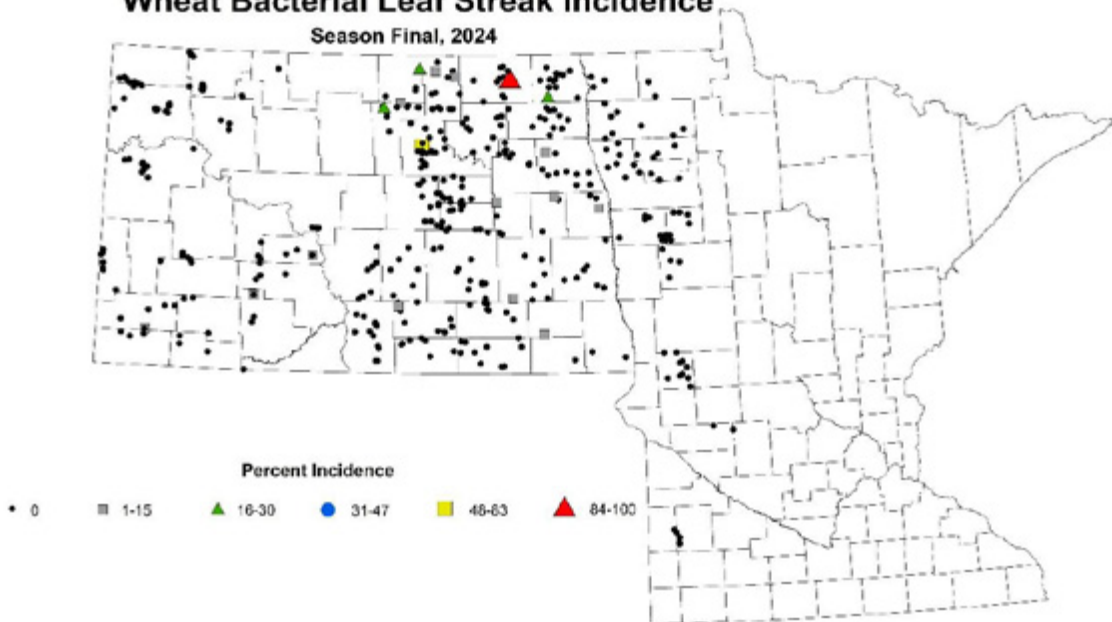 Wheat Bacterial Leaf Streak Incidence
Season Final, 2024
Percent Incidence
0 1-15 16-30 31-47 48-83 84-100